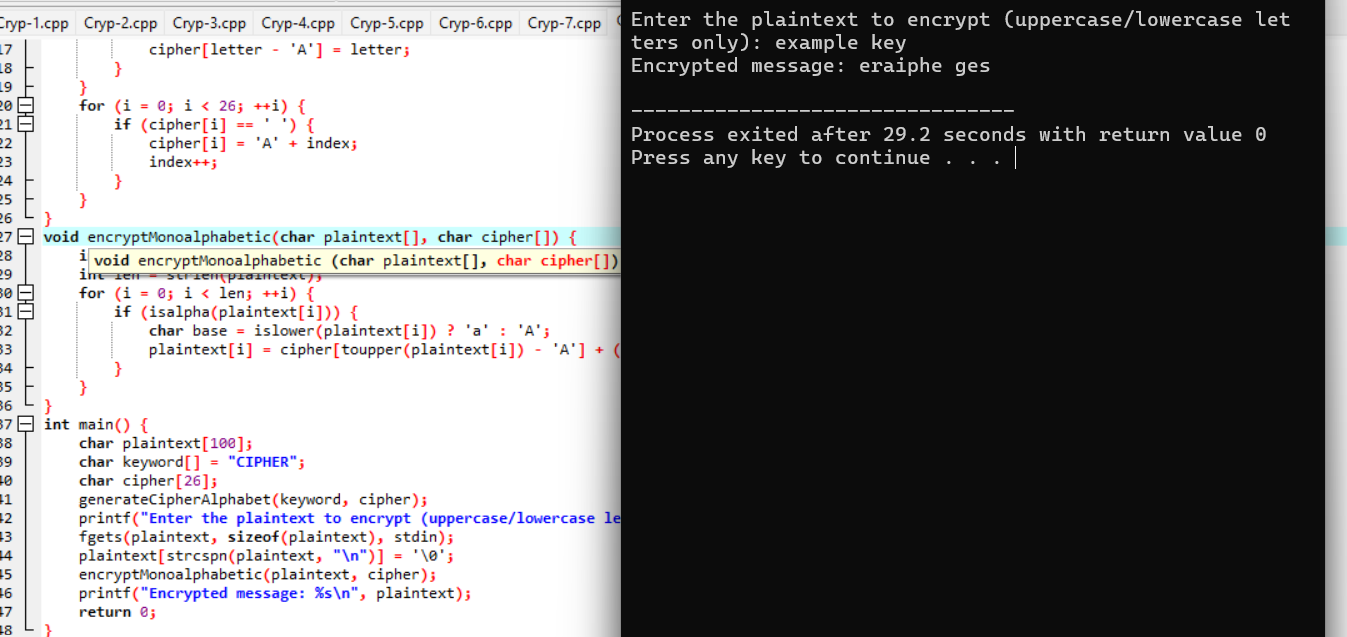 Cryp-1.cpp Cryp-2.cpp Cryp-3.cpp Cryp-4.cpp Cryp-5.cpp Cryp-6.cpp Cryp-7.cpp
17 cipher[letter - 'A'] = letter;
18 }
19 }
20 for (i = 0; i < 26; ++i) {
21 if (cipher[i] == ' ') {
22 cipher[i] = 'A' + index;
23 index++;
24 }
25 }
26 }
27 void encryptMonoalphabetic(char plaintext[], char cipher[]) {
28 i
void encryptMonoalphabetic (char plaintext[], char cipher[])
29 int len = strlen(plaintext);
30 for (i = 0; i < len; ++i) {
31 if (isalpha(plaintext[i])) {
32 char base = islower(plaintext[i]) ? 'a' : 'A';
33 plaintext[i] = cipher[toupper(plaintext[i]) - 'A'] + (
34 }
35 }
36 }
37 int main() {
38 char plaintext[100];
39 char keyword[] = "CIPHER";
40 char cipher[26];
41 generateCipherAlphabet(keyword, cipher);
42 printf("Enter the plaintext to encrypt (uppercase/lowercase le
43 fgets(plaintext, sizeof(plaintext), stdin);
44 plaintext[strcspn(plaintext, "\n")] = '\0';
45 encryptMonoalphabetic(plaintext, cipher);
46 printf("Encrypted message: %s\n", plaintext);
47 return 0;
48 }
Enter the plaintext to encrypt (uppercase/lowercase let
ters only): example key
Encrypted message: eraiphe ges
--------------------------------
Process exited after 29.2 seconds with return value 0
Press any key to continue . . .